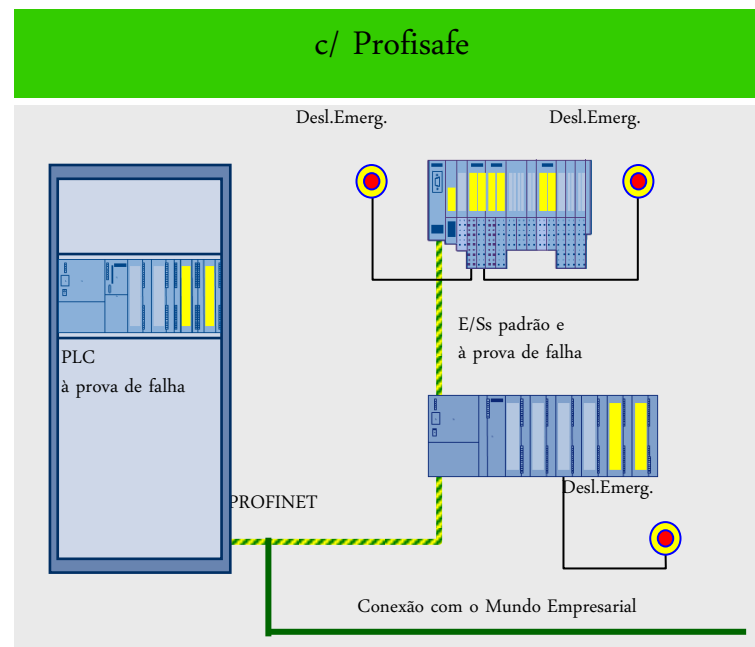 c/ Profisafe
Desl.Emerg.
Desl.Emerg.
E/Ss padrão e
à prova de falha
PLC
à prova de falha
Desl.Emerg.
PROFINET
Conexão com o Mundo Empresarial